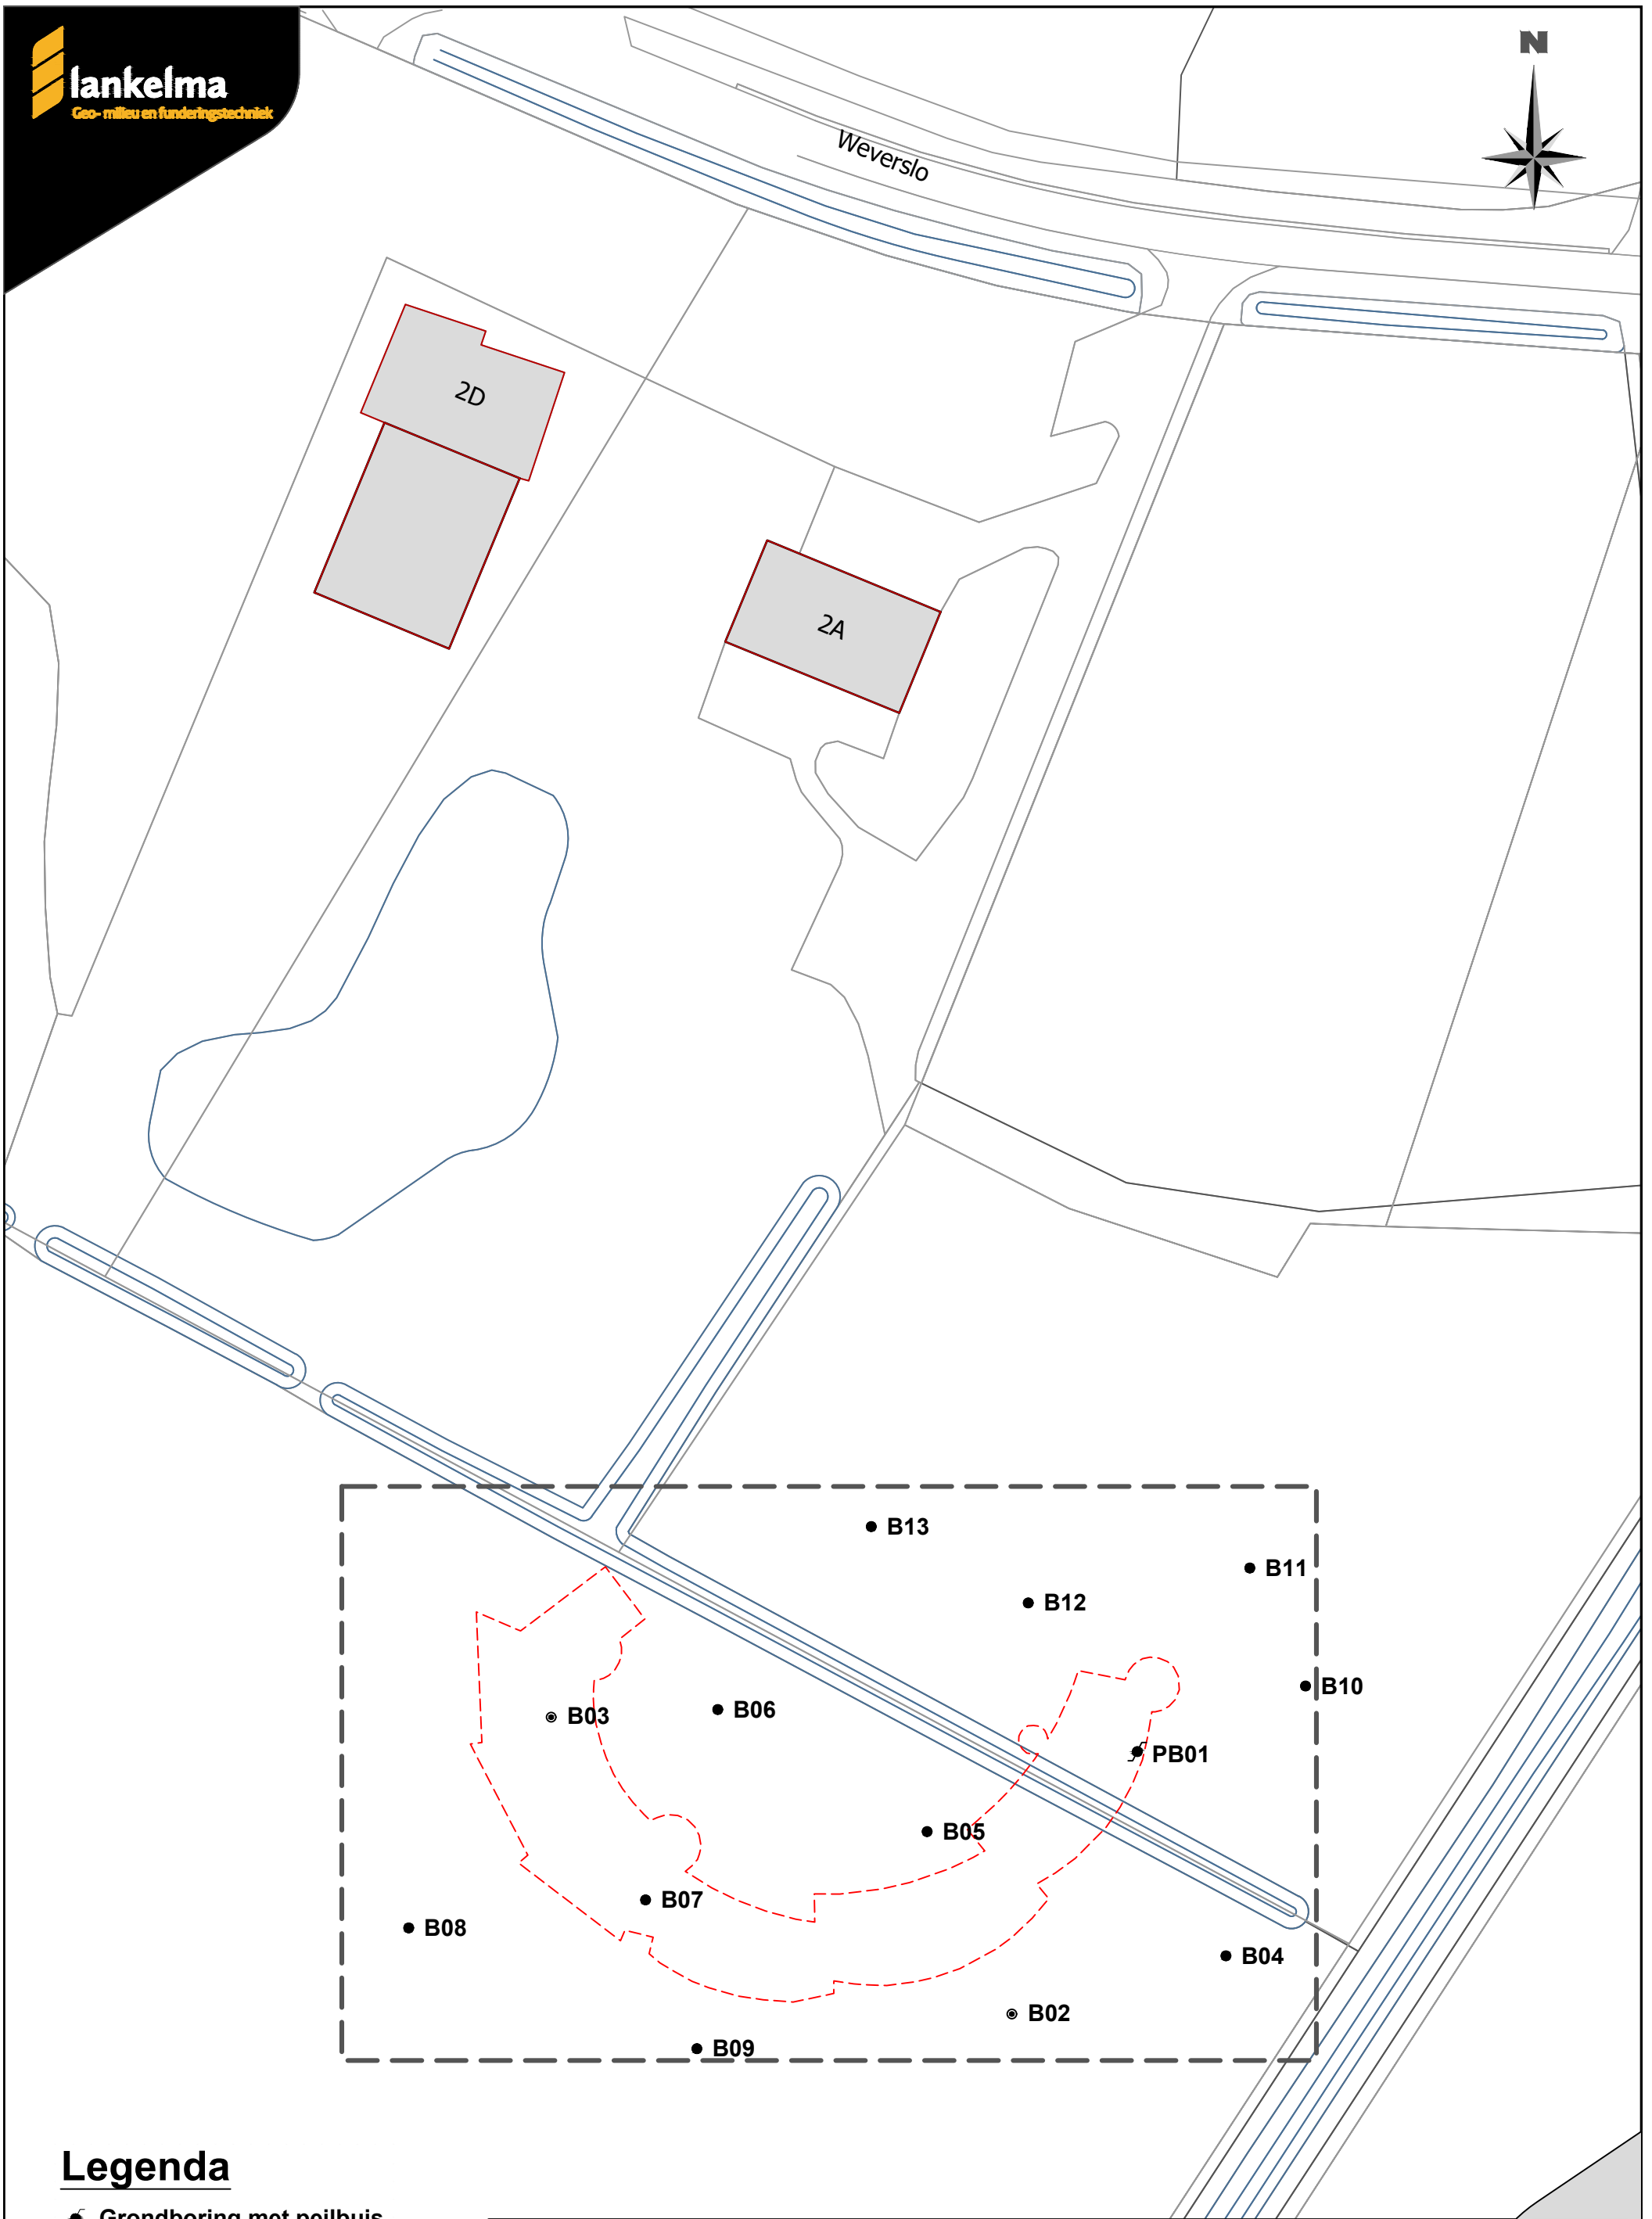 lankelma
Geo- milieu en funderingstechniek
N
Weverslo
2D
2A
B13
B11
B12
B10
B03
B06
PB01
B05
B07
B08
B04
B02
B09
Legenda
Grondboring met peilbuis